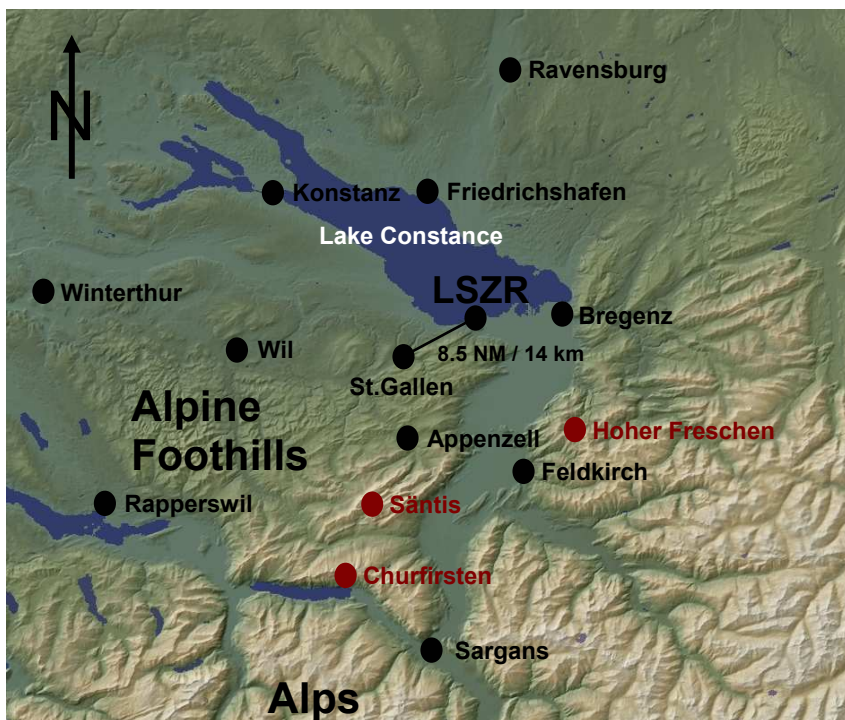 N
Ravensburg
Konstanz
Friedrichshafen
Lake Constance
Winterthur
LSZR
Bregenz
Wil
8.5 NM / 14 km
St.Gallen
Alpine
Foothills
Appenzell
Hoher Freschen
Feldkirch
Rapperswil
Säntis
Churfirsten
Sargans
Alps